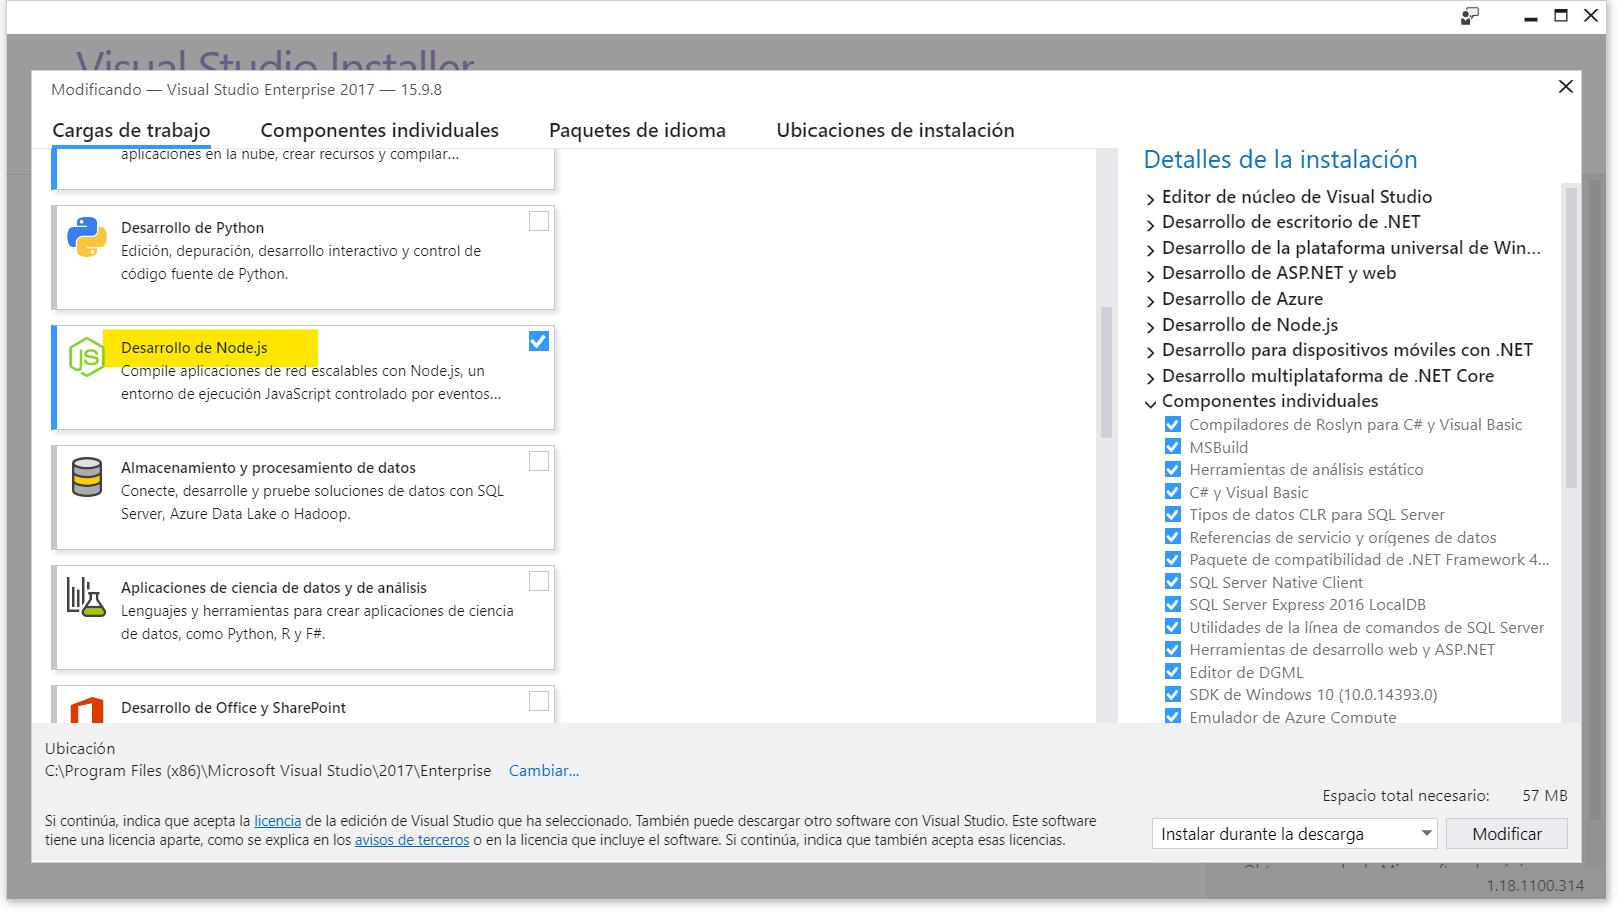 Visual Studio Installer
Modificando — Visual Studio Enterprise 2017 — 15.9.8
Cargas de trabajo
Componentes individuales
Paquetes de idioma
Ubicaciones de instalación
aplicaciones en la nube, crear recursos y compilar...
Desarrollo de Python
Edición, depuración, desarrollo interactivo y control de
código fuente de Python.
JS
Desarrollo de Node.js
Compile aplicaciones de red escalables con Node.js, un
entorno de ejecución JavaScript controlado por eventos...
Almacenamiento y procesamiento de datos
Conecte, desarrolle y pruebe soluciones de datos con SQL
Server, Azure Data Lake o Hadoop.
Aplicaciones de ciencia de datos y de análisis
Lenguajes y herramientas para crear aplicaciones de ciencia
de datos, como Python, R y F#.
Desarrollo de Office y SharePoint
Detalles de la instalación
Editor de núcleo de Visual Studio
Desarrollo de escritorio de .NET
Desarrollo de la plataforma universal de Win...
Desarrollo de ASP.NET y web
Desarrollo de Azure
Desarrollo de Node.js
Desarrollo para dispositivos móviles con .NET
Desarrollo multiplataforma de .NET Core
Componentes individuales
Compiladores de Roslyn para C# y Visual Basic
MSBuild
Herramientas de análisis estático
C# y Visual Basic
Tipos de datos CLR para SQL Server
Referencias de servicio y orígenes de datos
Paquete de compatibilidad de .NET Framework 4...
SQL Server Native Client
SQL Server Express 2016 LocalDB
Utilidades de la línea de comandos de SQL Server
Herramientas de desarrollo web y ASP.NET
Editor de DGML
SDK de Windows 10 (10.0.14393.0)
Emulador de Azure Compute
Ubicación
C:\Program Files (x86)\Microsoft Visual Studio\2017\Enterprise Cambiar...
Espacio total necesario: 57 MB
Si continúa, indica que acepta la licencia de la edición de Visual Studio que ha seleccionado. También puede descargar otro software con Visual Studio. Este software
tiene una licencia aparte, como se explica en los avisos de terceros o en la licencia que incluye el software. Si continúa, indica que también acepta esas licencias.
Instalar durante la descarga
Modificar
1.18.1100.314